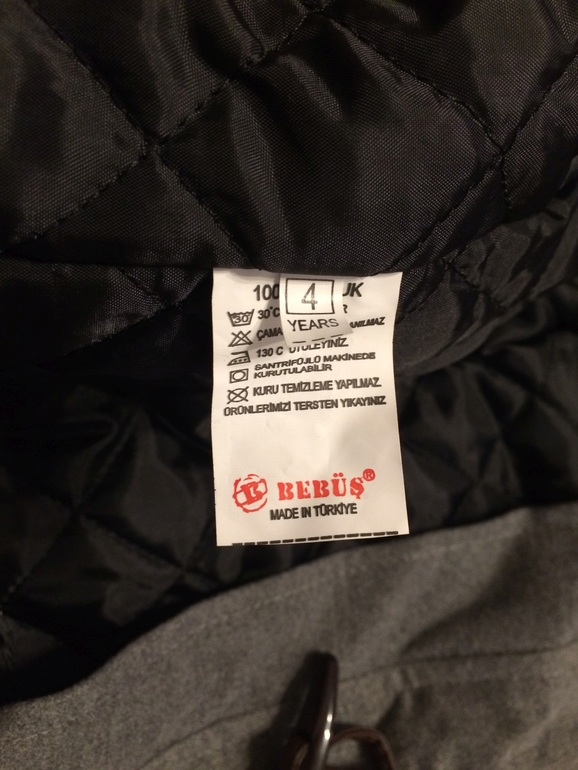 4
YEARS
130 C ÜTÜLEYİNİZ.
SANTRİFÜJLÜ MAKİNEDE
KURUTULABİLİR
KURU TEMİZLEME YAPILMAZ.
ÜRÜNLERİMİZİ TERSTEN YIKAYINIZ
B BEBÜŞ®
MADE IN TÜRKİYE